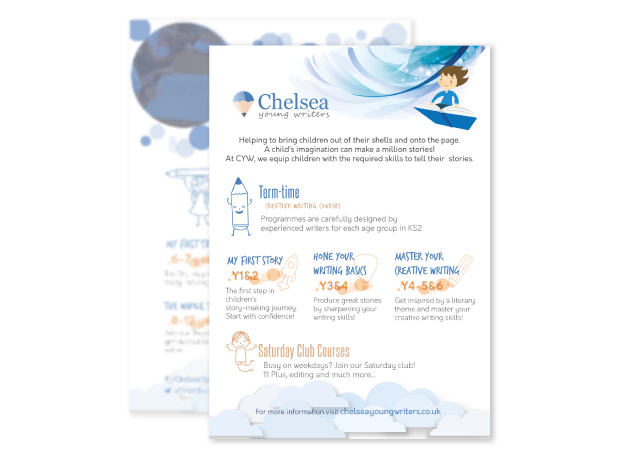 Chelsea
young writers
Helping to bring children out of their shells and onto the page.
A child's imagination can make a million stories!
At CYW, we equip children with the required skills to tell their stories.
Term-time
CREATIVE WRITING COURSES
Programmes are carefully designed by
experienced writers for each age group in KS2
MY FIRST STORY
Y1&2
The first step in
children's
story-making journey.
Start with confidence!
HONE YOUR
WRITING BASICS
Y3&4
Produce great stories
by sharpening your
writing skills!
MASTER YOUR
CREATIVE WRITING
Y4-5&6
Get inspired by a literary
theme and master your
creative writing skills!
Saturday Club Courses
Busy on weekdays? Join our Saturday club!
11 Plus, editing and much more...
For more information visit chelseayoungwriters.co.uk
MY FIRST ST
6-7
THE WHOLE
8-12